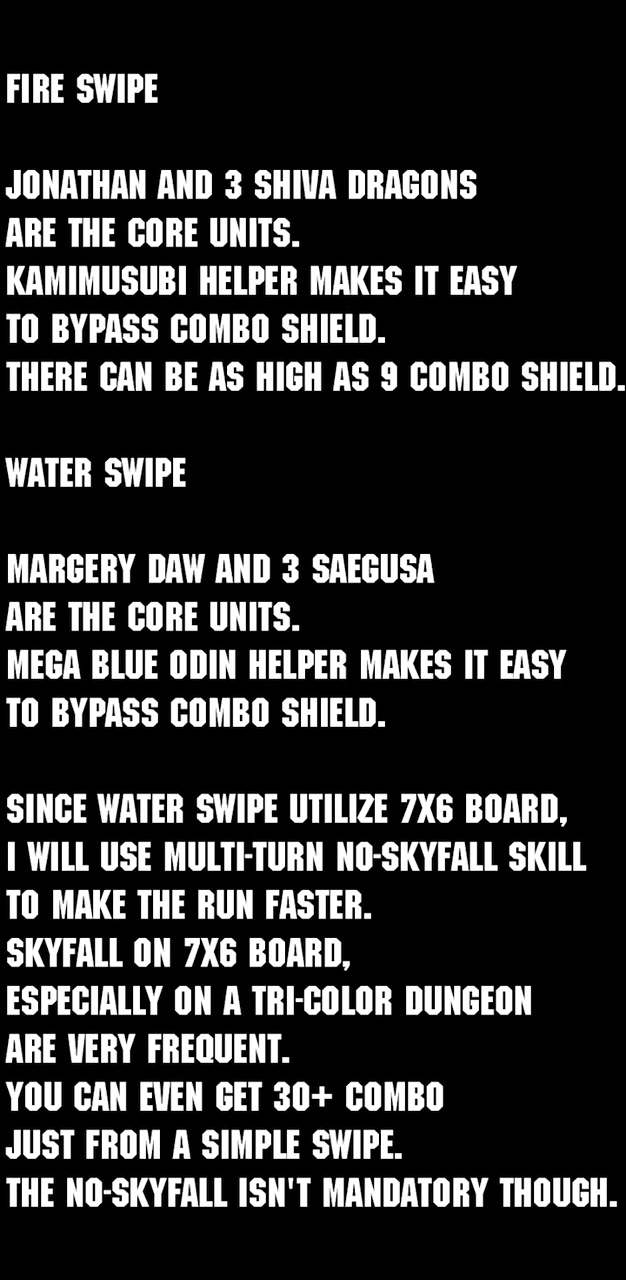 FIRE SWIPE
JONATHAN AND 3 SHIVA DRAGONS
ARE THE CORE UNITS.
KAMIMUSUBI HELPER MAKES IT EASY
TO BYPASS COMBO SHIELD.
THERE CAN BE AS HIGH AS 9 COMBO SHIELD.
WATER SWIPE
MARGERY DAW AND 3 SAEGUSA
ARE THE CORE UNITS.
MEGA BLUE ODIN HELPER MAKES IT EASY
TO BYPASS COMBO SHIELD.
SINCE WATER SWIPE UTILIZE 7X6 BOARD,
I WILL USE MULTI-TURN NO-SKYFALL SKILL
TO MAKE THE RUN FASTER.
SKYFALL ON 7X6 BOARD,
ESPECIALLY ON A TRI-COLOR DUNGEON
ARE VERY FREQUENT.
YOU CAN EVEN GET 30+ COMBO
JUST FROM A SIMPLE SWIPE.
THE NO-SKYFALL ISN'T MANDATORY THOUGH.